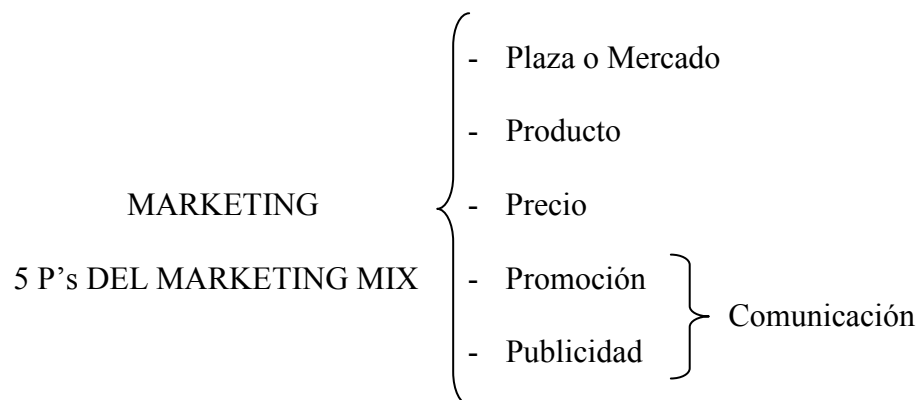 - Plaza o Mercado
- Producto
MARKETING
- Precio
5 P’s DEL MARKETING MIX
- Promoción
Comunicación
- Publicidad